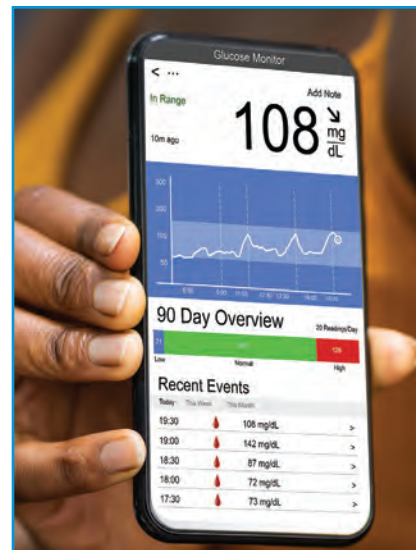 Glucose Monitor
< ...
Add Note
In Range
108 mg/dL
10m ago
300
200
100
50
90 Day Overview
20 Readings/Day
21
Low
Normal
High
Recent Events
Today This Week This Month
19:30 108 mg/dL >
19:00 142 mg/dL >
18:30 87 mg/dL >
18:00 72 mg/dL >
17:30 73 mg/dL >